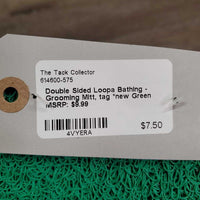 The Tack Collector
614600-575
Double Sided Loopa Bathing -
Grooming Mitt, tag *new Green
MSRP: $9.99
4VYERA
$7.50